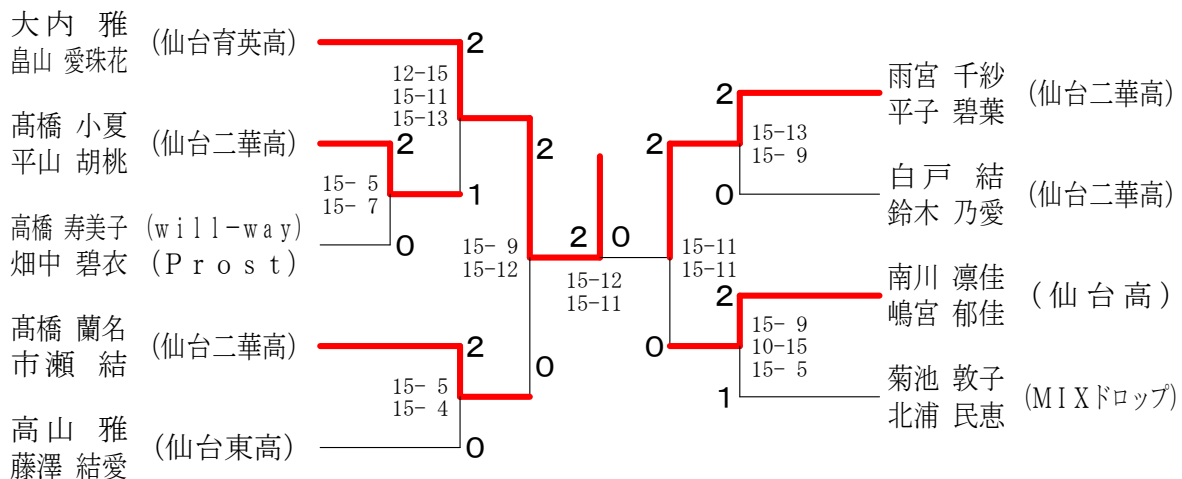 大内 雅
畠山 愛珠花
(仙台育英高)
2
12-15
15-11
15-13
髙橋 小夏
平山 胡桃
(仙台二華高)
2
15- 5
15- 7
1
高橋 寿美子 (will-way)
畑中 碧衣 (Prost)
0
2
15- 9
15-12
髙橋 蘭名
市瀬 結
(仙台二華高)
2
15- 5
15- 4
0
高山 雅
藤澤 結愛
(仙台東高)
0
2 0
15-12
15-11
雨宮 千紗
平子 碧葉
(仙台二華高)
2
15-13
15- 9
2
白戸 結
鈴木 乃愛
(仙台二華高)
0
15-11
15-11
南川 凛佳
嶋宮 郁佳
(仙台高)
2
15- 9
10-15
15- 5
0
菊池 敦子
北浦 民恵
(MIXドロップ)
1